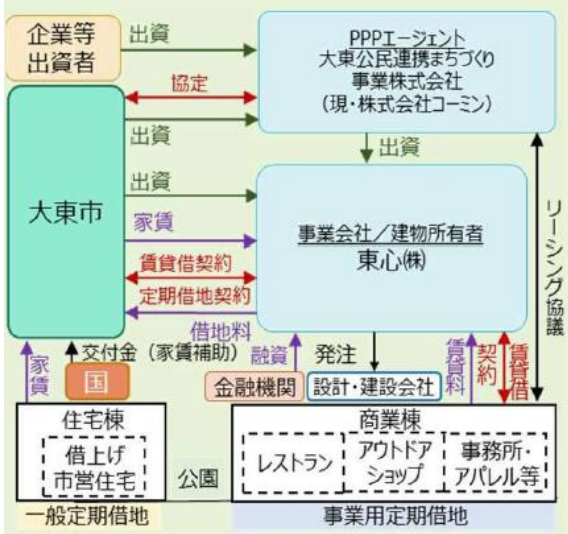 企業等
出資者
出資
PPPエージェント
大東公民連携まちづくり
事業株式会社
(現・株式会社コーミン)
協定
出資
出資
大東市
出資
家賃
事業会社／建物所有者
東心㈱
賃貸借契約
定期借地契約
借地料
リーシング協議
家賃
交付金（家賃補助）
国
融資
発注
賃貸料
契約
賃貸借
金融機関
設計・建設会社
住宅棟
借上げ
市営住宅
公園
商業棟
レストラン
アウトドア
ショップ
事務所・
アパレル等
一般定期借地
事業用定期借地